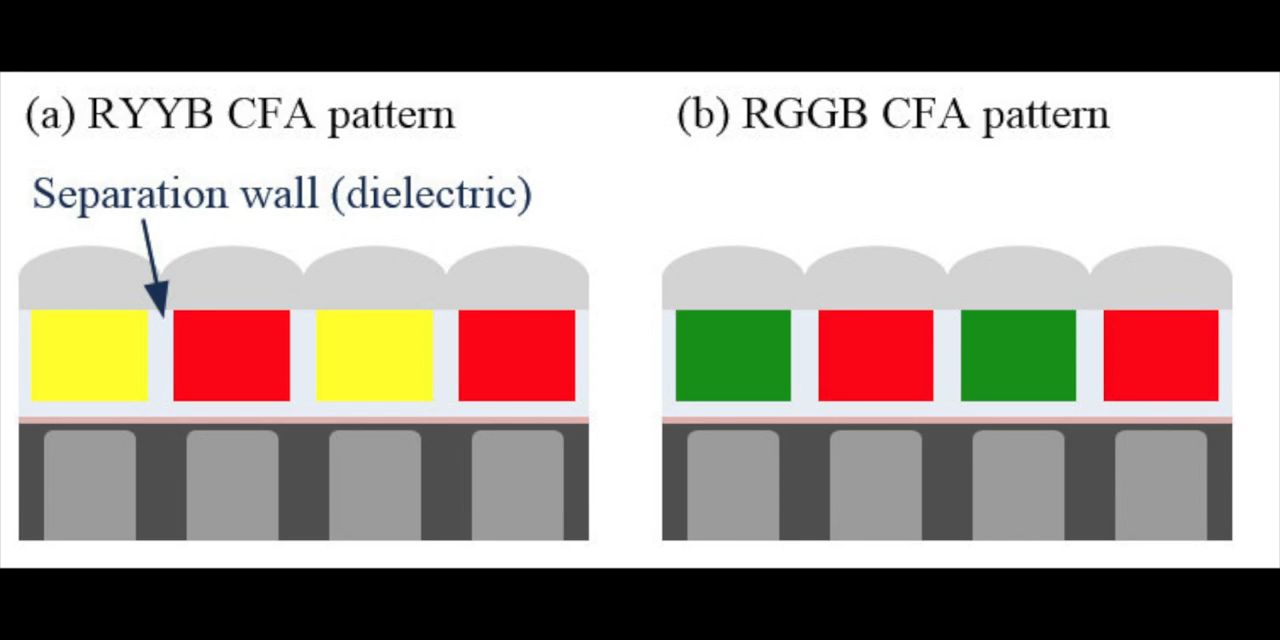 (a) RYYB CFA pattern
(b) RGGB CFA pattern
Separation wall (dielectric)